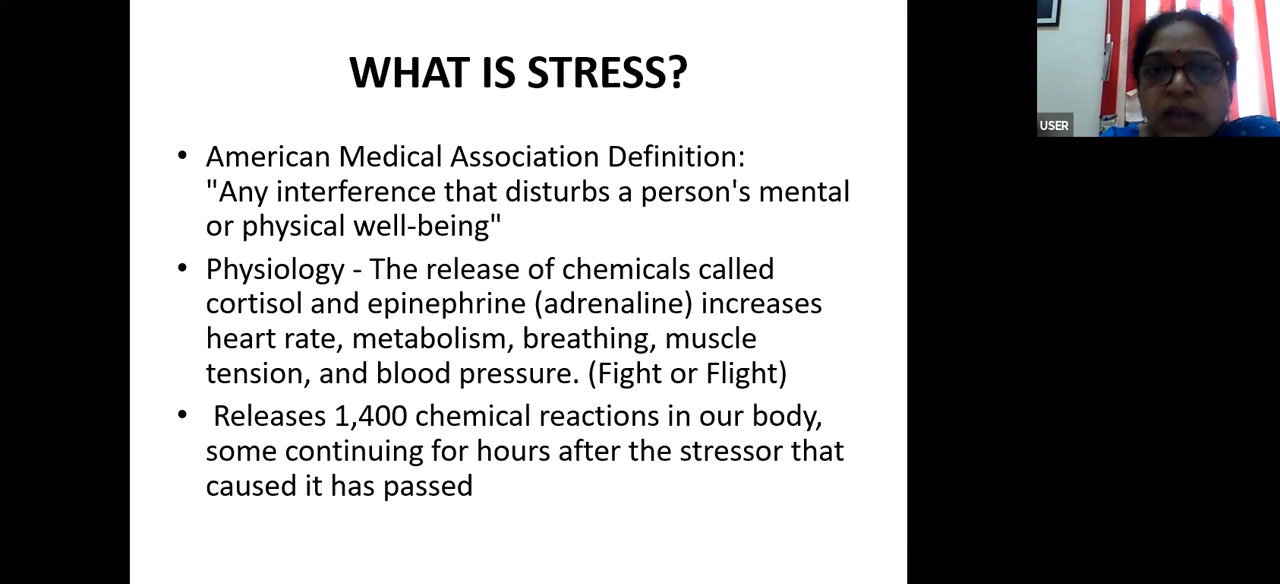 WHAT IS STRESS?
• American Medical Association Definition:
"Any interference that disturbs a person's mental
or physical well-being"
• Physiology - The release of chemicals called
cortisol and epinephrine (adrenaline) increases
heart rate, metabolism, breathing, muscle
tension, and blood pressure. (Fight or Flight)
• Releases 1,400 chemical reactions in our body,
some continuing for hours after the stressor that
caused it has passed
USER